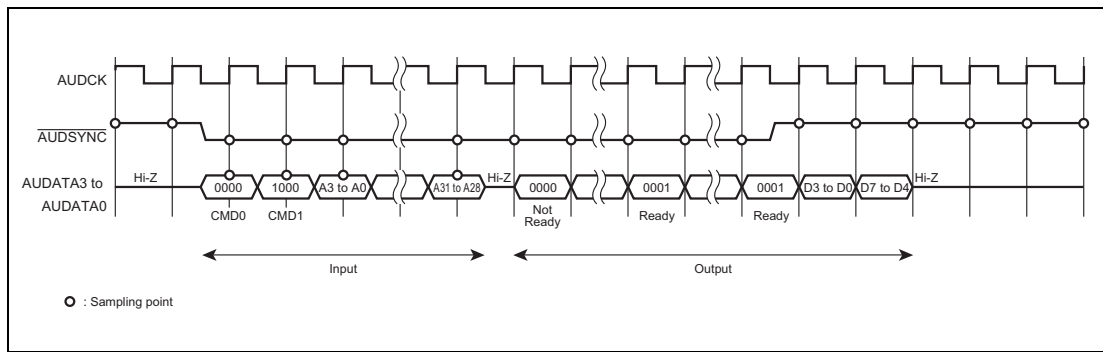 AUDCK
AUDSYNC
AUDATA3 to
AUDATA0
Hi-Z
0000
1000
A3 to A0
A31 to A28
Hi-Z
0000
0001
0001
D3 to D0
D7 to D4
Hi-Z
CMD0
CMD1
Not
Ready
Ready
Ready
Input
Output
: Sampling point